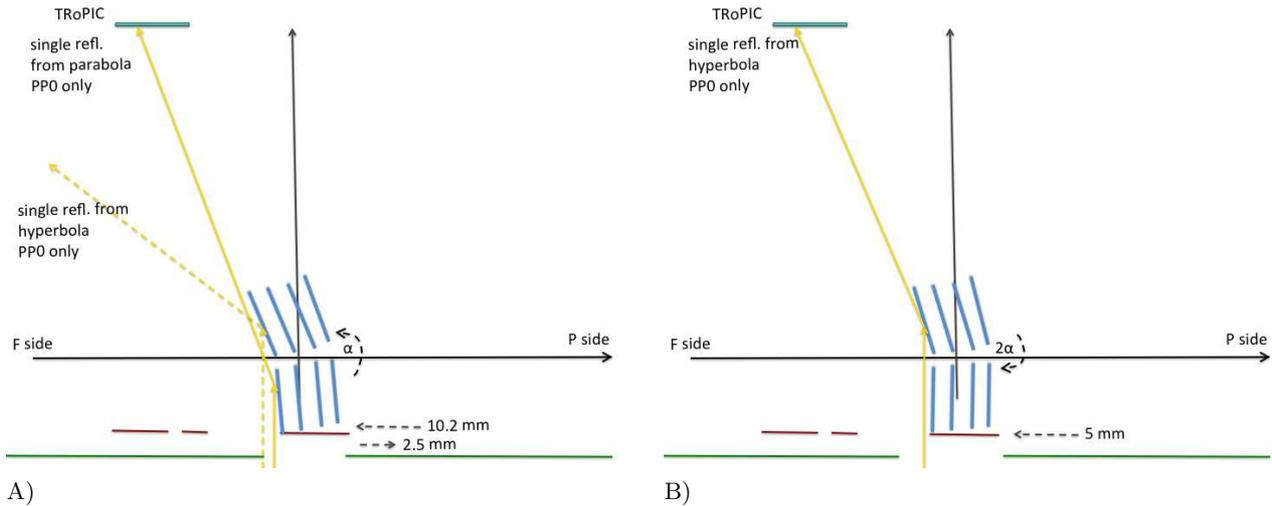 TRoPIC
single refl.
from parabola
PP0 only
single refl. from
hyperbola
PP0 only
F side
P side
α
10.2 mm
2.5 mm
A)
TRoPIC
single refl. from
hyperbola
PP0 only
F side
P side
2α
5 mm
B)